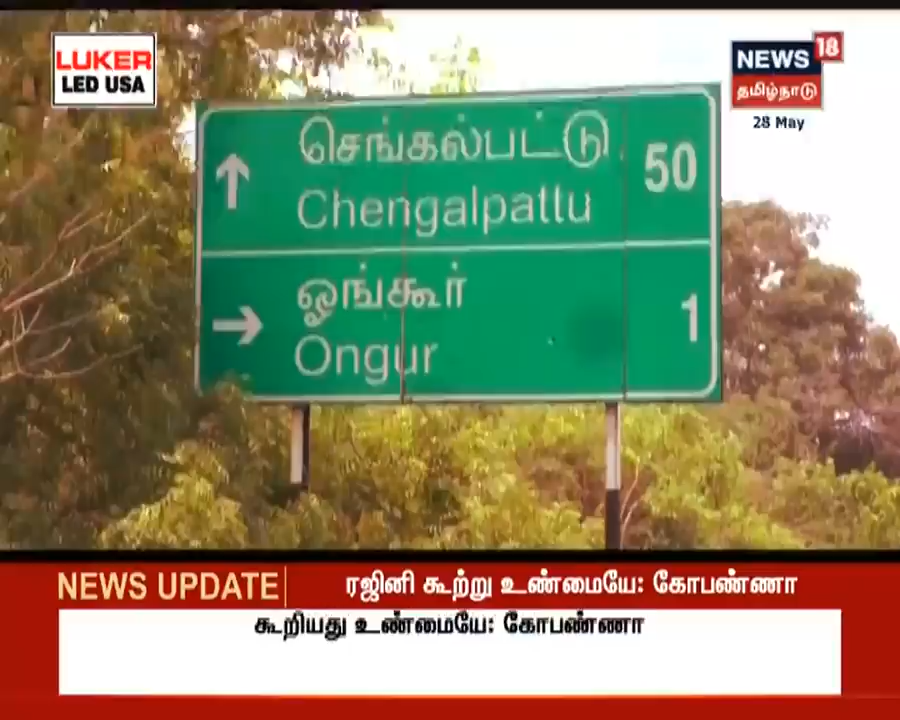 LUKER
LED USA
NEWS 18
தமிழ்நாடு
28 May
செங்கல்பட்டு 50
Chengalpattu
ஓங்கூர் 1
Ongur
NEWS UPDATE
ரஜினி கூற்று உண்மையே: கோபண்ணா
கூறியது உண்மையே: கோபண்ணா